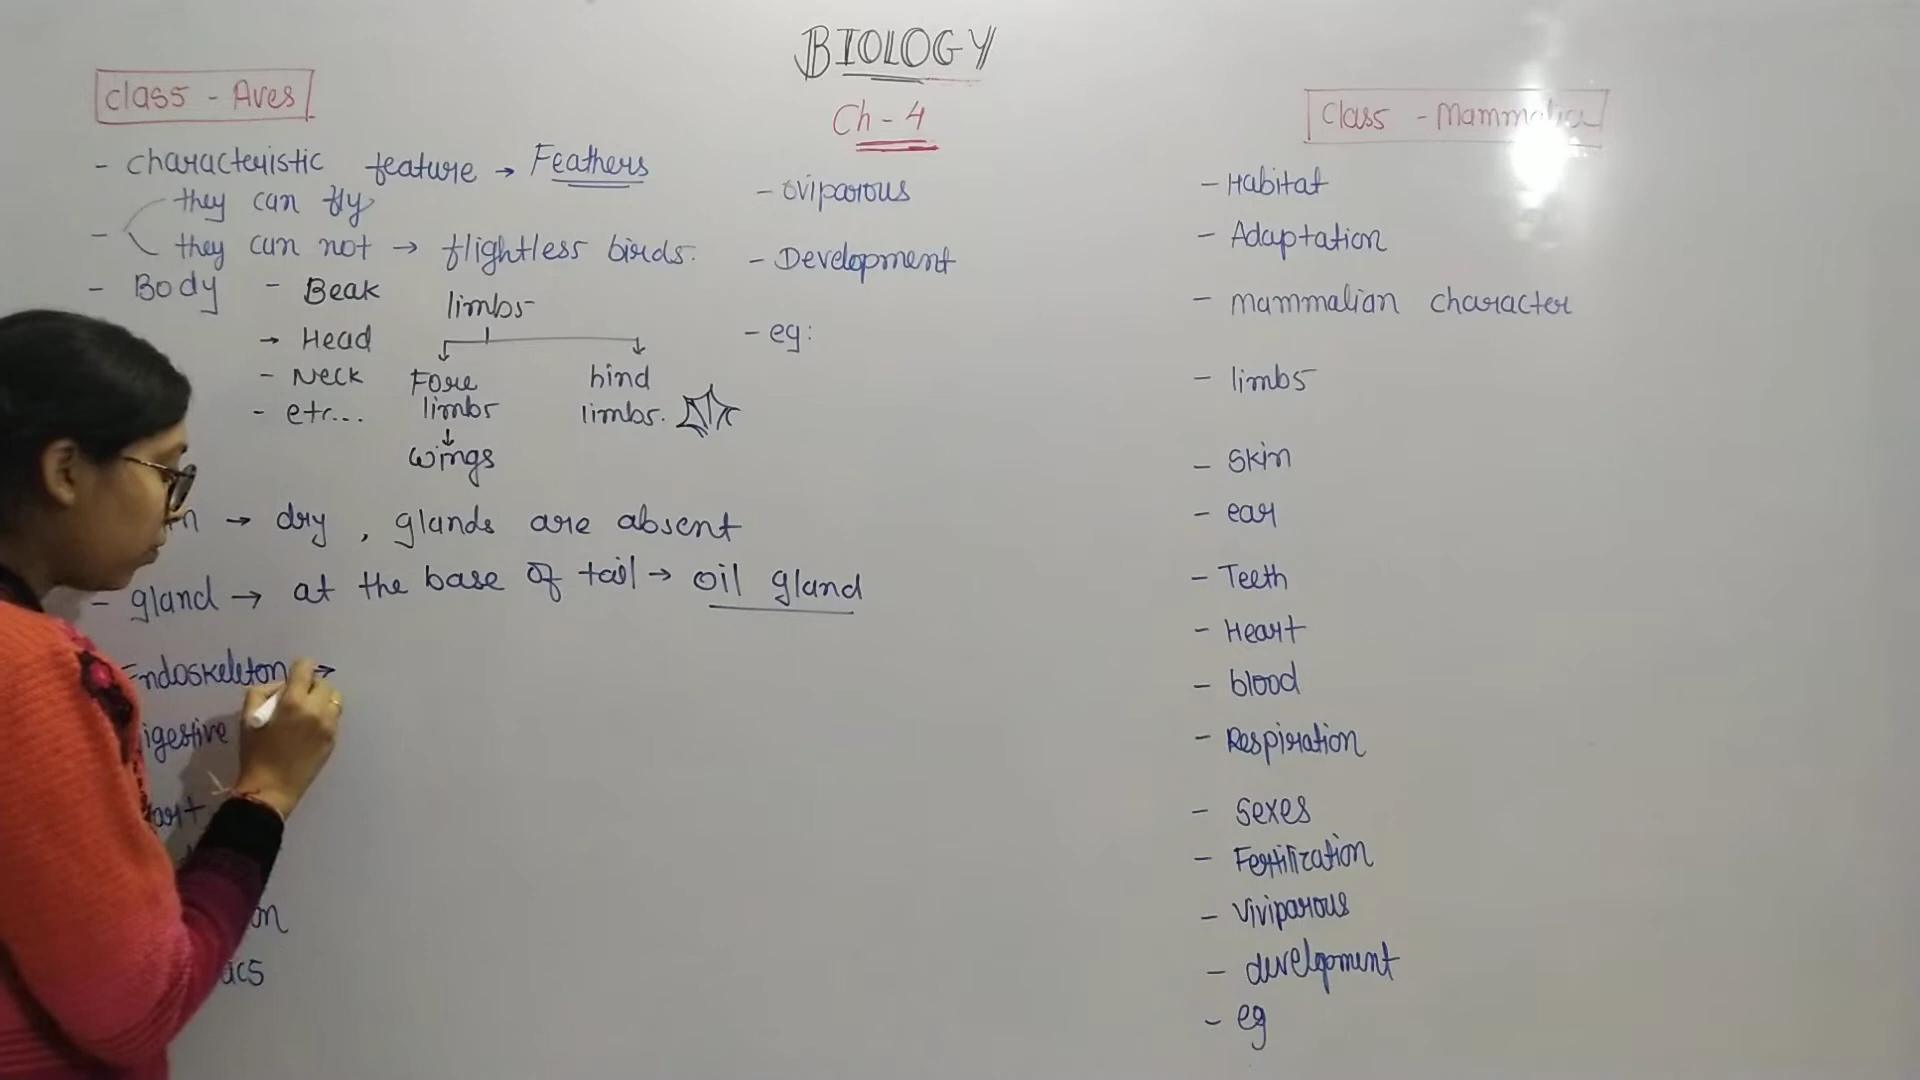 BIOLOGY
Ch - 4
Class - Aves
- characteristic feature → Feathers
- they can fly
they can not → flightless birds.
- Body - Beak
→ Head
- Neck
- etc...
limbs
Fore limbs
↓
wings
hind limbs.
→ dry, glands are absent
- gland → at the base of tail → oil gland
Endoskeleton →
- oviparous
- Development
- eg:
Class - Mammalia
- Habitat
- Adaptation
- mammalian character
- limbs
- Skin
- ear
- Teeth
- Heart
- blood
- Respiration
- Sexes
- Fertilization
- Viviparous
- development
- eg